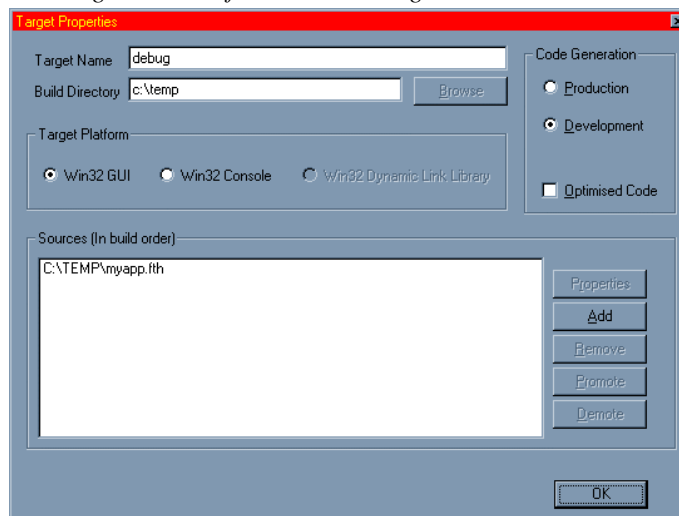 Target Properties
Target Name debug
Build Directory c:\temp Browse
Code Generation
Production
Development
Optimised Code
Target Platform
Win32 GUI Win32 Console Win32 Dynamic Link Library
Sources (In build order)
C:\TEMP\myapp.fth
Properties
Add
Remove
Promote
Demote
OK